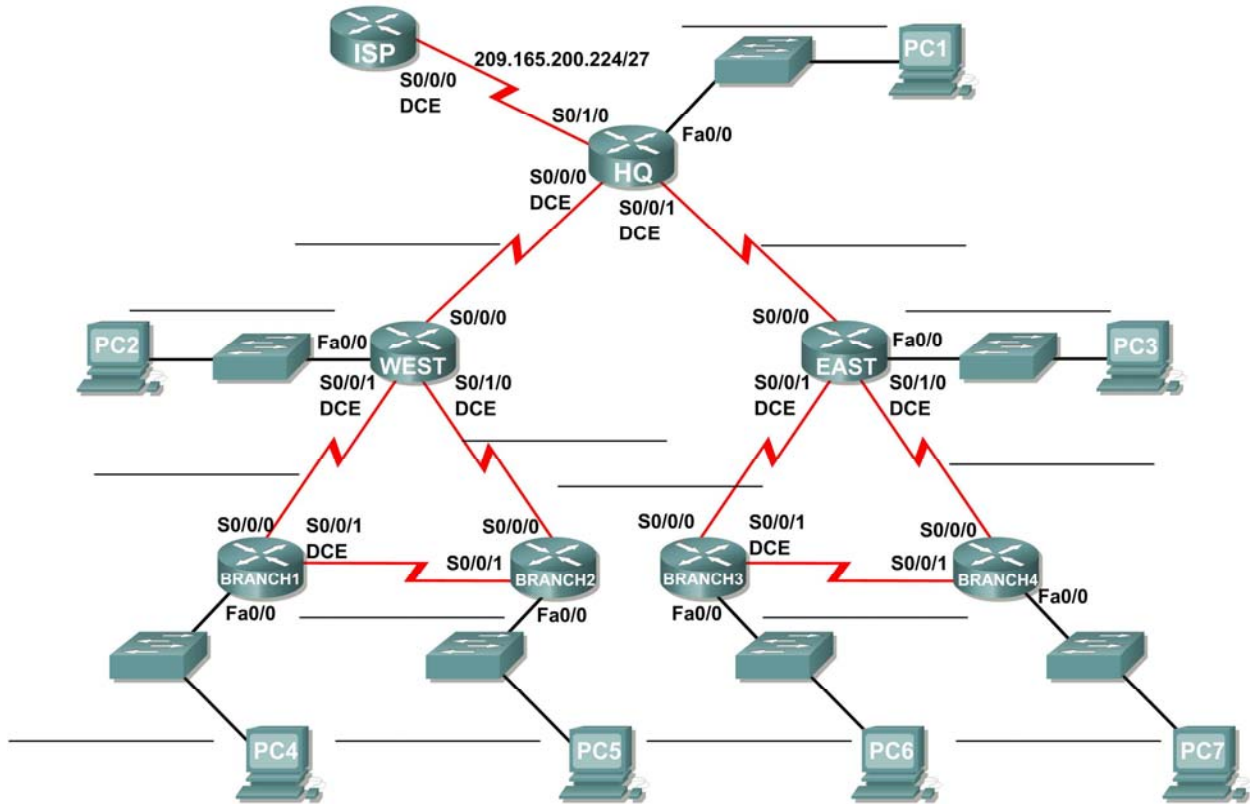 ISP
209.165.200.224/27
PC1
S0/0/0
DCE
S0/1/0
Fa0/0
HQ
S0/0/0
DCE
S0/0/1
DCE
S0/0/0
S0/0/0
PC2
Fa0/0
WEST
Fa0/0
EAST
PC3
S0/0/1
DCE
S0/1/0
DCE
S0/0/1
DCE
S0/1/0
DCE
S0/0/0
S0/0/1
DCE
S0/0/0
S0/0/1
BRANCH1
BRANCH2
S0/0/0
S0/0/1
DCE
S0/0/0
S0/0/1
BRANCH3
BRANCH4
Fa0/0
Fa0/0
Fa0/0
Fa0/0
PC4
PC5
PC6
PC7